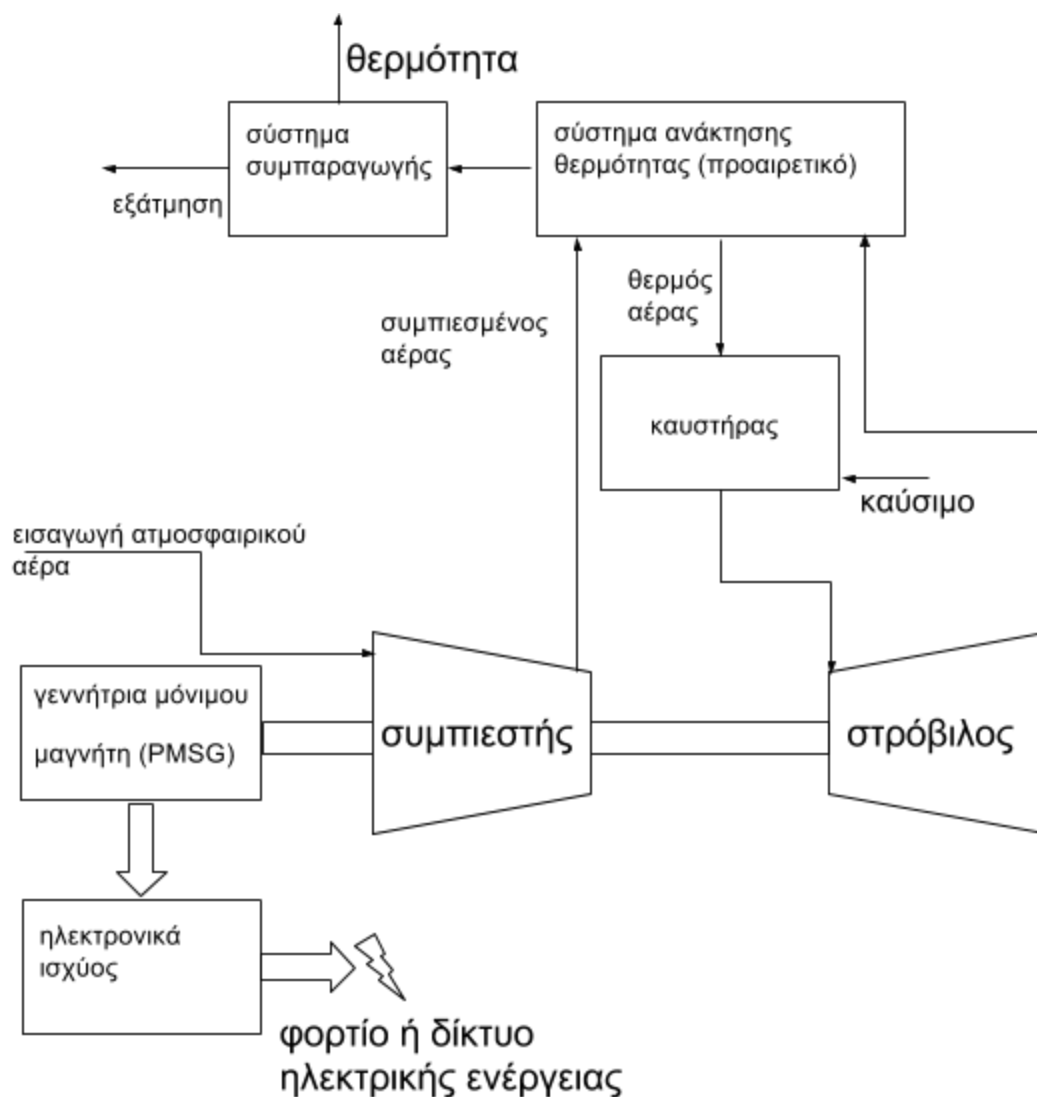 θερμότητα
σύστημα
συμπαραγωγής
σύστημα ανάκτησης
θερμότητας (προαιρετικό)
εξάτμηση
θερμός
αέρας
συμπιεσμένος
αέρας
καυστήρας
καύσιμο
εισαγωγή ατμοσφαιρικού
αέρα
γεννήτρια μόνιμου
μαγνήτη (PMSG)
συμπιεστής
στρόβιλος
ηλεκτρονικά
ισχύος
φορτίο ή δίκτυο
ηλεκτρικής ενέργειας